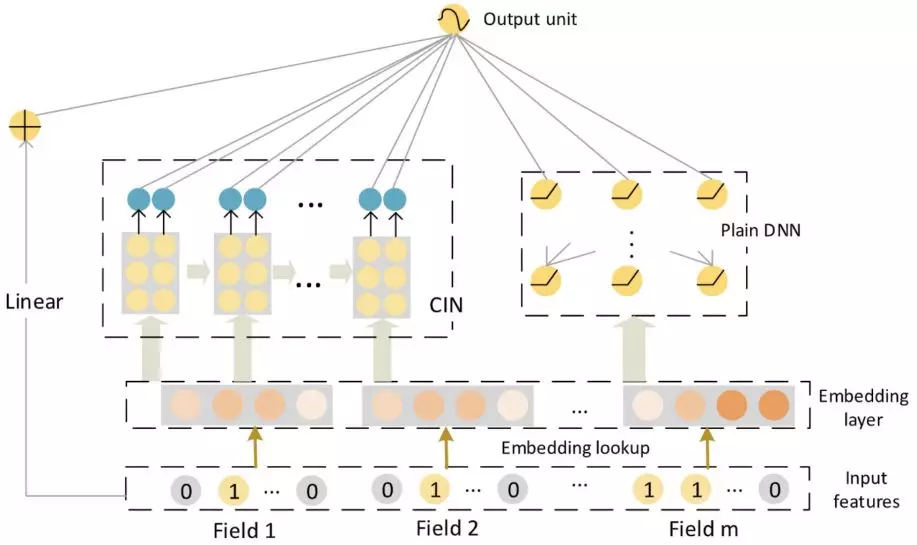 Output unit
Plain DNN
...
...
Linear
CIN
Embedding
layer
...
Embedding lookup
0 1 ... 0
0 1 ... 0
...
1 1 ... 0
Input
features
Field 1
Field 2
Field m